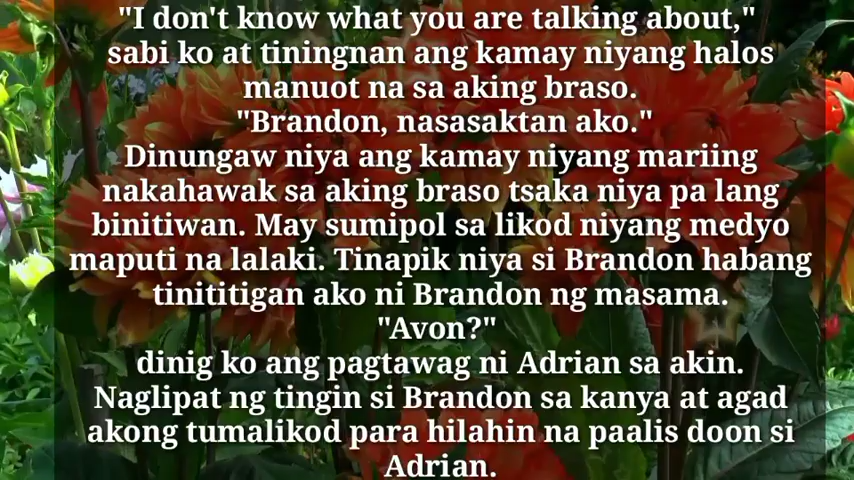 "I don't know what you are talking about,"
sabi ko at tiningnan ang kamay niyang halos
manuot na sa aking braso.
"Brandon, nasasaktan ako."
Dinungaw niya ang kamay niyang mariing
nakahawak sa aking braso tsaka niya pa lang
binitiwan. May sumipol sa likod niyang medyo
maputi na lalaki. Tinapik niya si Brandon habang
tinititigan ako ni Brandon ng masama.
"Avon?"
dinig ko ang pagtawag ni Adrian sa akin.
Naglipat ng tingin si Brandon sa kanya at agad
akong tumalikod para hilahin na paalis doon si
Adrian.